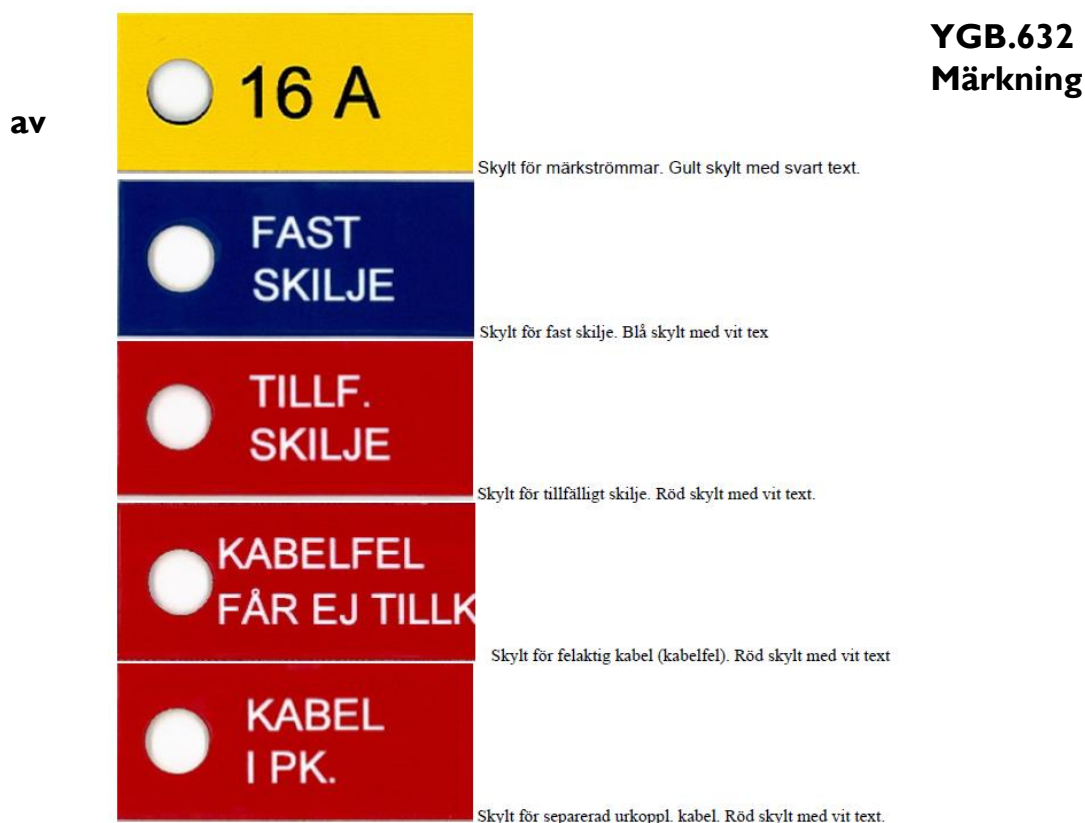 YGB.632
Märkning
av
16 A
Skylt för märkströmmar. Gult skylt med svart text.
FAST
SKILJE
Skylt för fast skilje. Blå skylt med vit tex
TILLF.
SKILJE
Skylt för tillfälligt skilje. Röd skylt med vit text.
KABELFEL
FÅR EJ TILLK
Skylt för felaktig kabel (kabelfel). Röd skylt med vit text
KABEL
I PK.
Skylt för separerad urkoppl. kabel. Röd skylt med vit text.